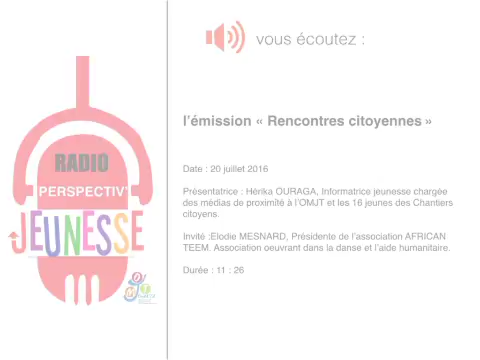 vous écoutez :
l'émission « Rencontres citoyennes »
Date : 20 juillet 2016
Présentatrice : Hérika OURAGA, Informatrice jeunesse chargée
des médias de proximité à l'OMJT et les 16 jeunes des Chantiers
citoyens.
Invité :Elodie MESNARD, Présidente de l'association AFRICAN
TEEM. Association oeuvrant dans la danse et l'aide humanitaire.
Durée : 11 : 26
RADIO
PERSPECTIV'
JEUNESSE